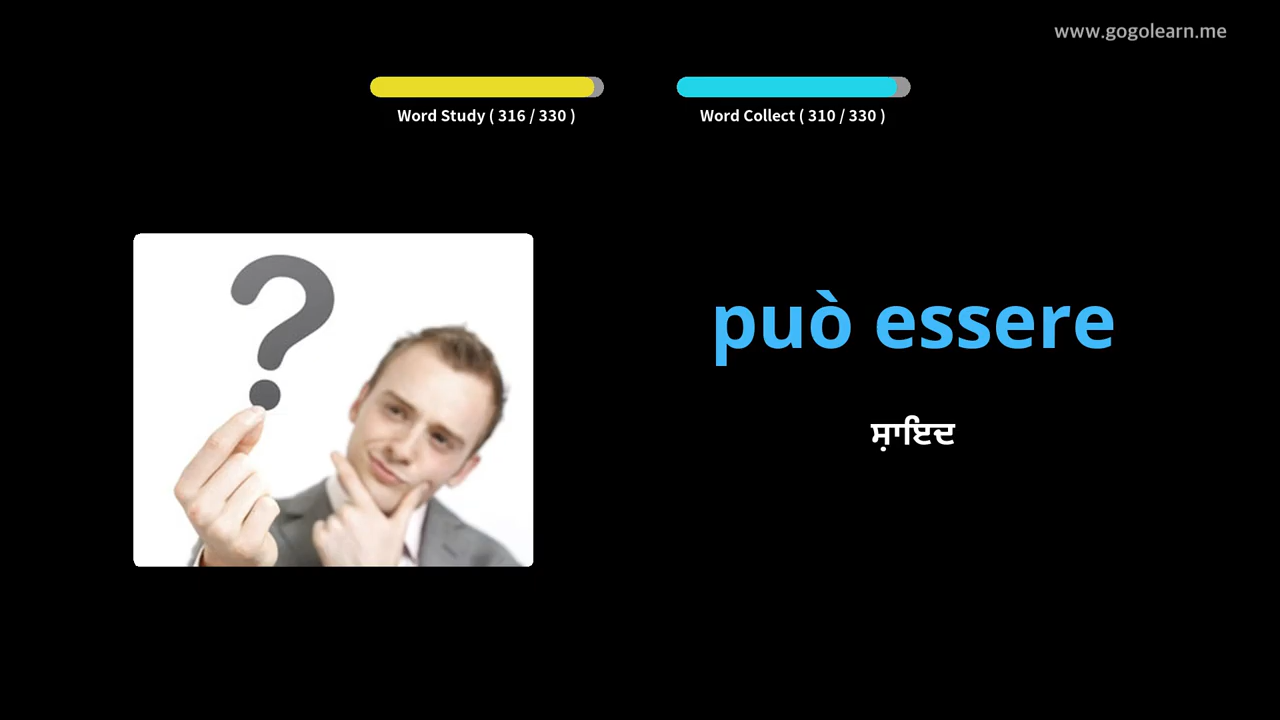 www.gogolearn.me
Word Study ( 316 / 330 )
Word Collect ( 310 / 330 )
può essere
ਸ਼ਾਇਦ